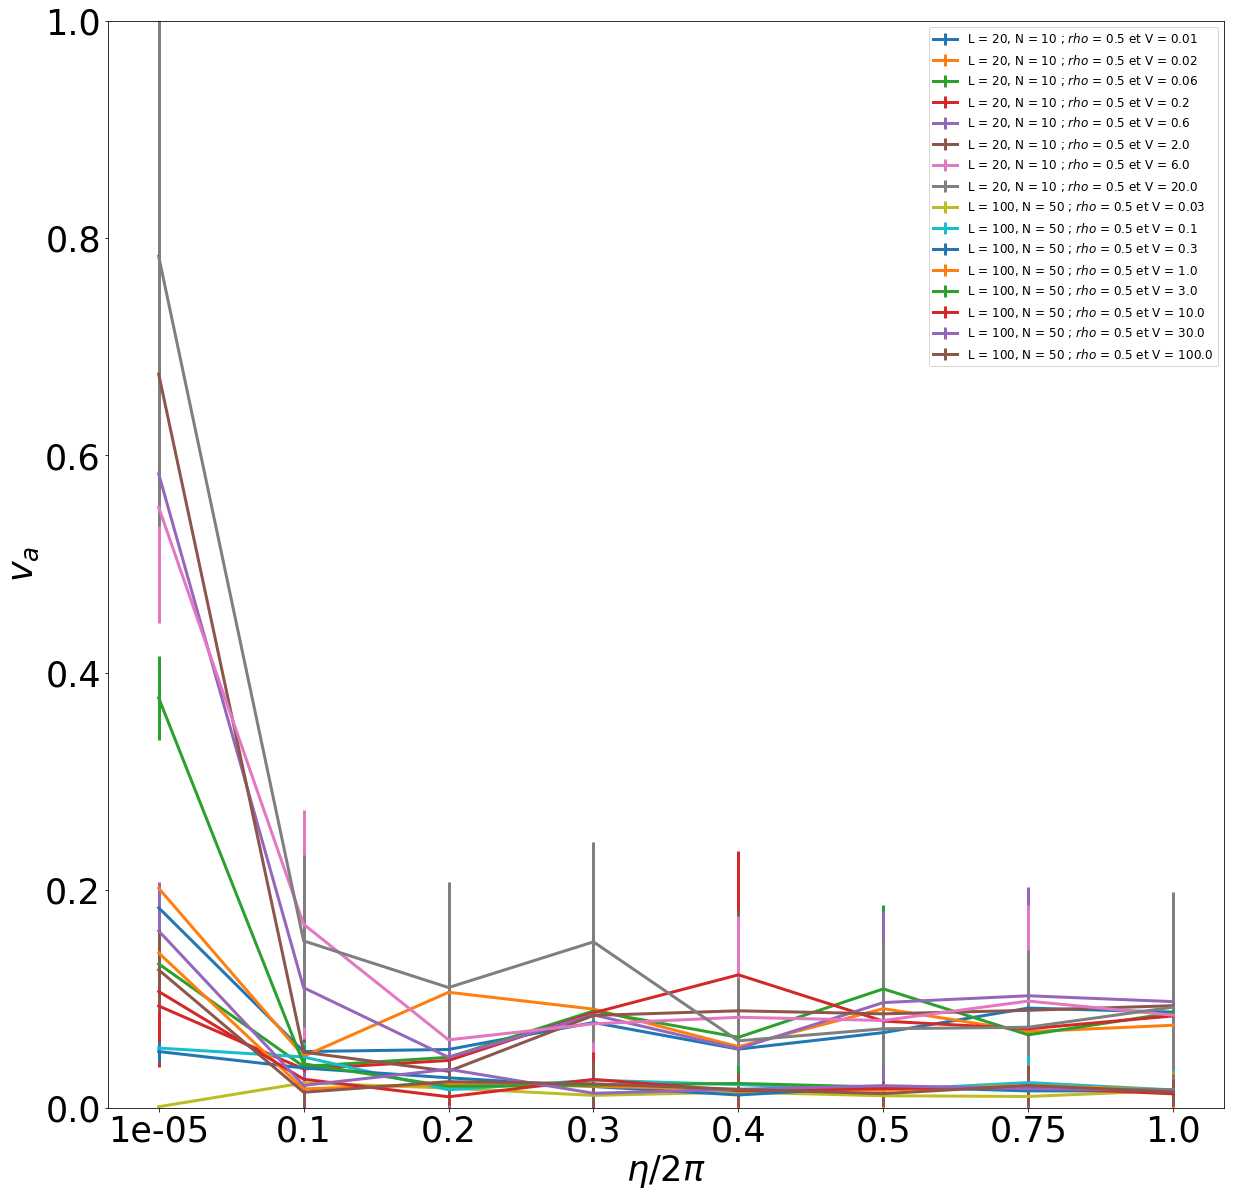 1.0
0.8
0.6
0.4
0.2
0.0
v_a
L = 20, N = 10 ; rho = 0.5 et V = 0.01
L = 20, N = 10 ; rho = 0.5 et V = 0.02
L = 20, N = 10 ; rho = 0.5 et V = 0.06
L = 20, N = 10 ; rho = 0.5 et V = 0.2
L = 20, N = 10 ; rho = 0.5 et V = 0.6
L = 20, N = 10 ; rho = 0.5 et V = 2.0
L = 20, N = 10 ; rho = 0.5 et V = 6.0
L = 20, N = 10 ; rho = 0.5 et V = 20.0
L = 100, N = 50 ; rho = 0.5 et V = 0.03
L = 100, N = 50 ; rho = 0.5 et V = 0.1
L = 100, N = 50 ; rho = 0.5 et V = 0.3
L = 100, N = 50 ; rho = 0.5 et V = 1.0
L = 100, N = 50 ; rho = 0.5 et V = 3.0
L = 100, N = 50 ; rho = 0.5 et V = 10.0
L = 100, N = 50 ; rho = 0.5 et V = 30.0
L = 100, N = 50 ; rho = 0.5 et V = 100.0
1e-05 0.1 0.2 0.3 0.4 0.5 0.75 1.0
η/2π